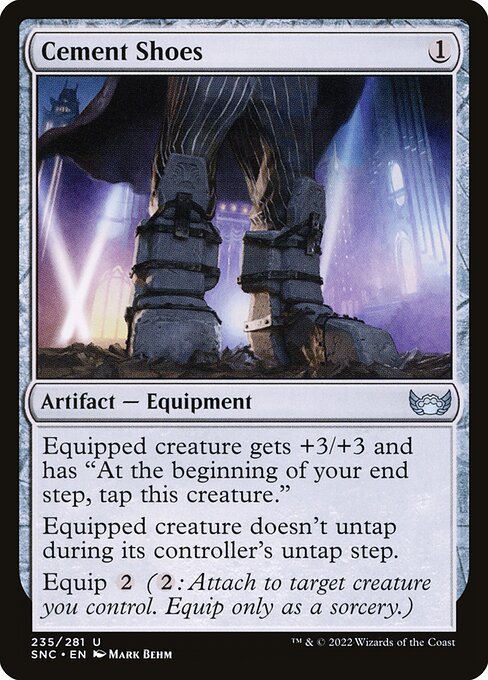 Cement Shoes 1
Artifact — Equipment
Equipped creature gets +3/+3 and
has “At the beginning of your end
step, tap this creature.”
Equipped creature doesn’t untap
during its controller’s untap step.
Equip 2 (2: Attach to target creature
you control. Equip only as a sorcery.)
235/281 U
SNC • EN Mark Behm
™ & © 2022 Wizards of the Coast